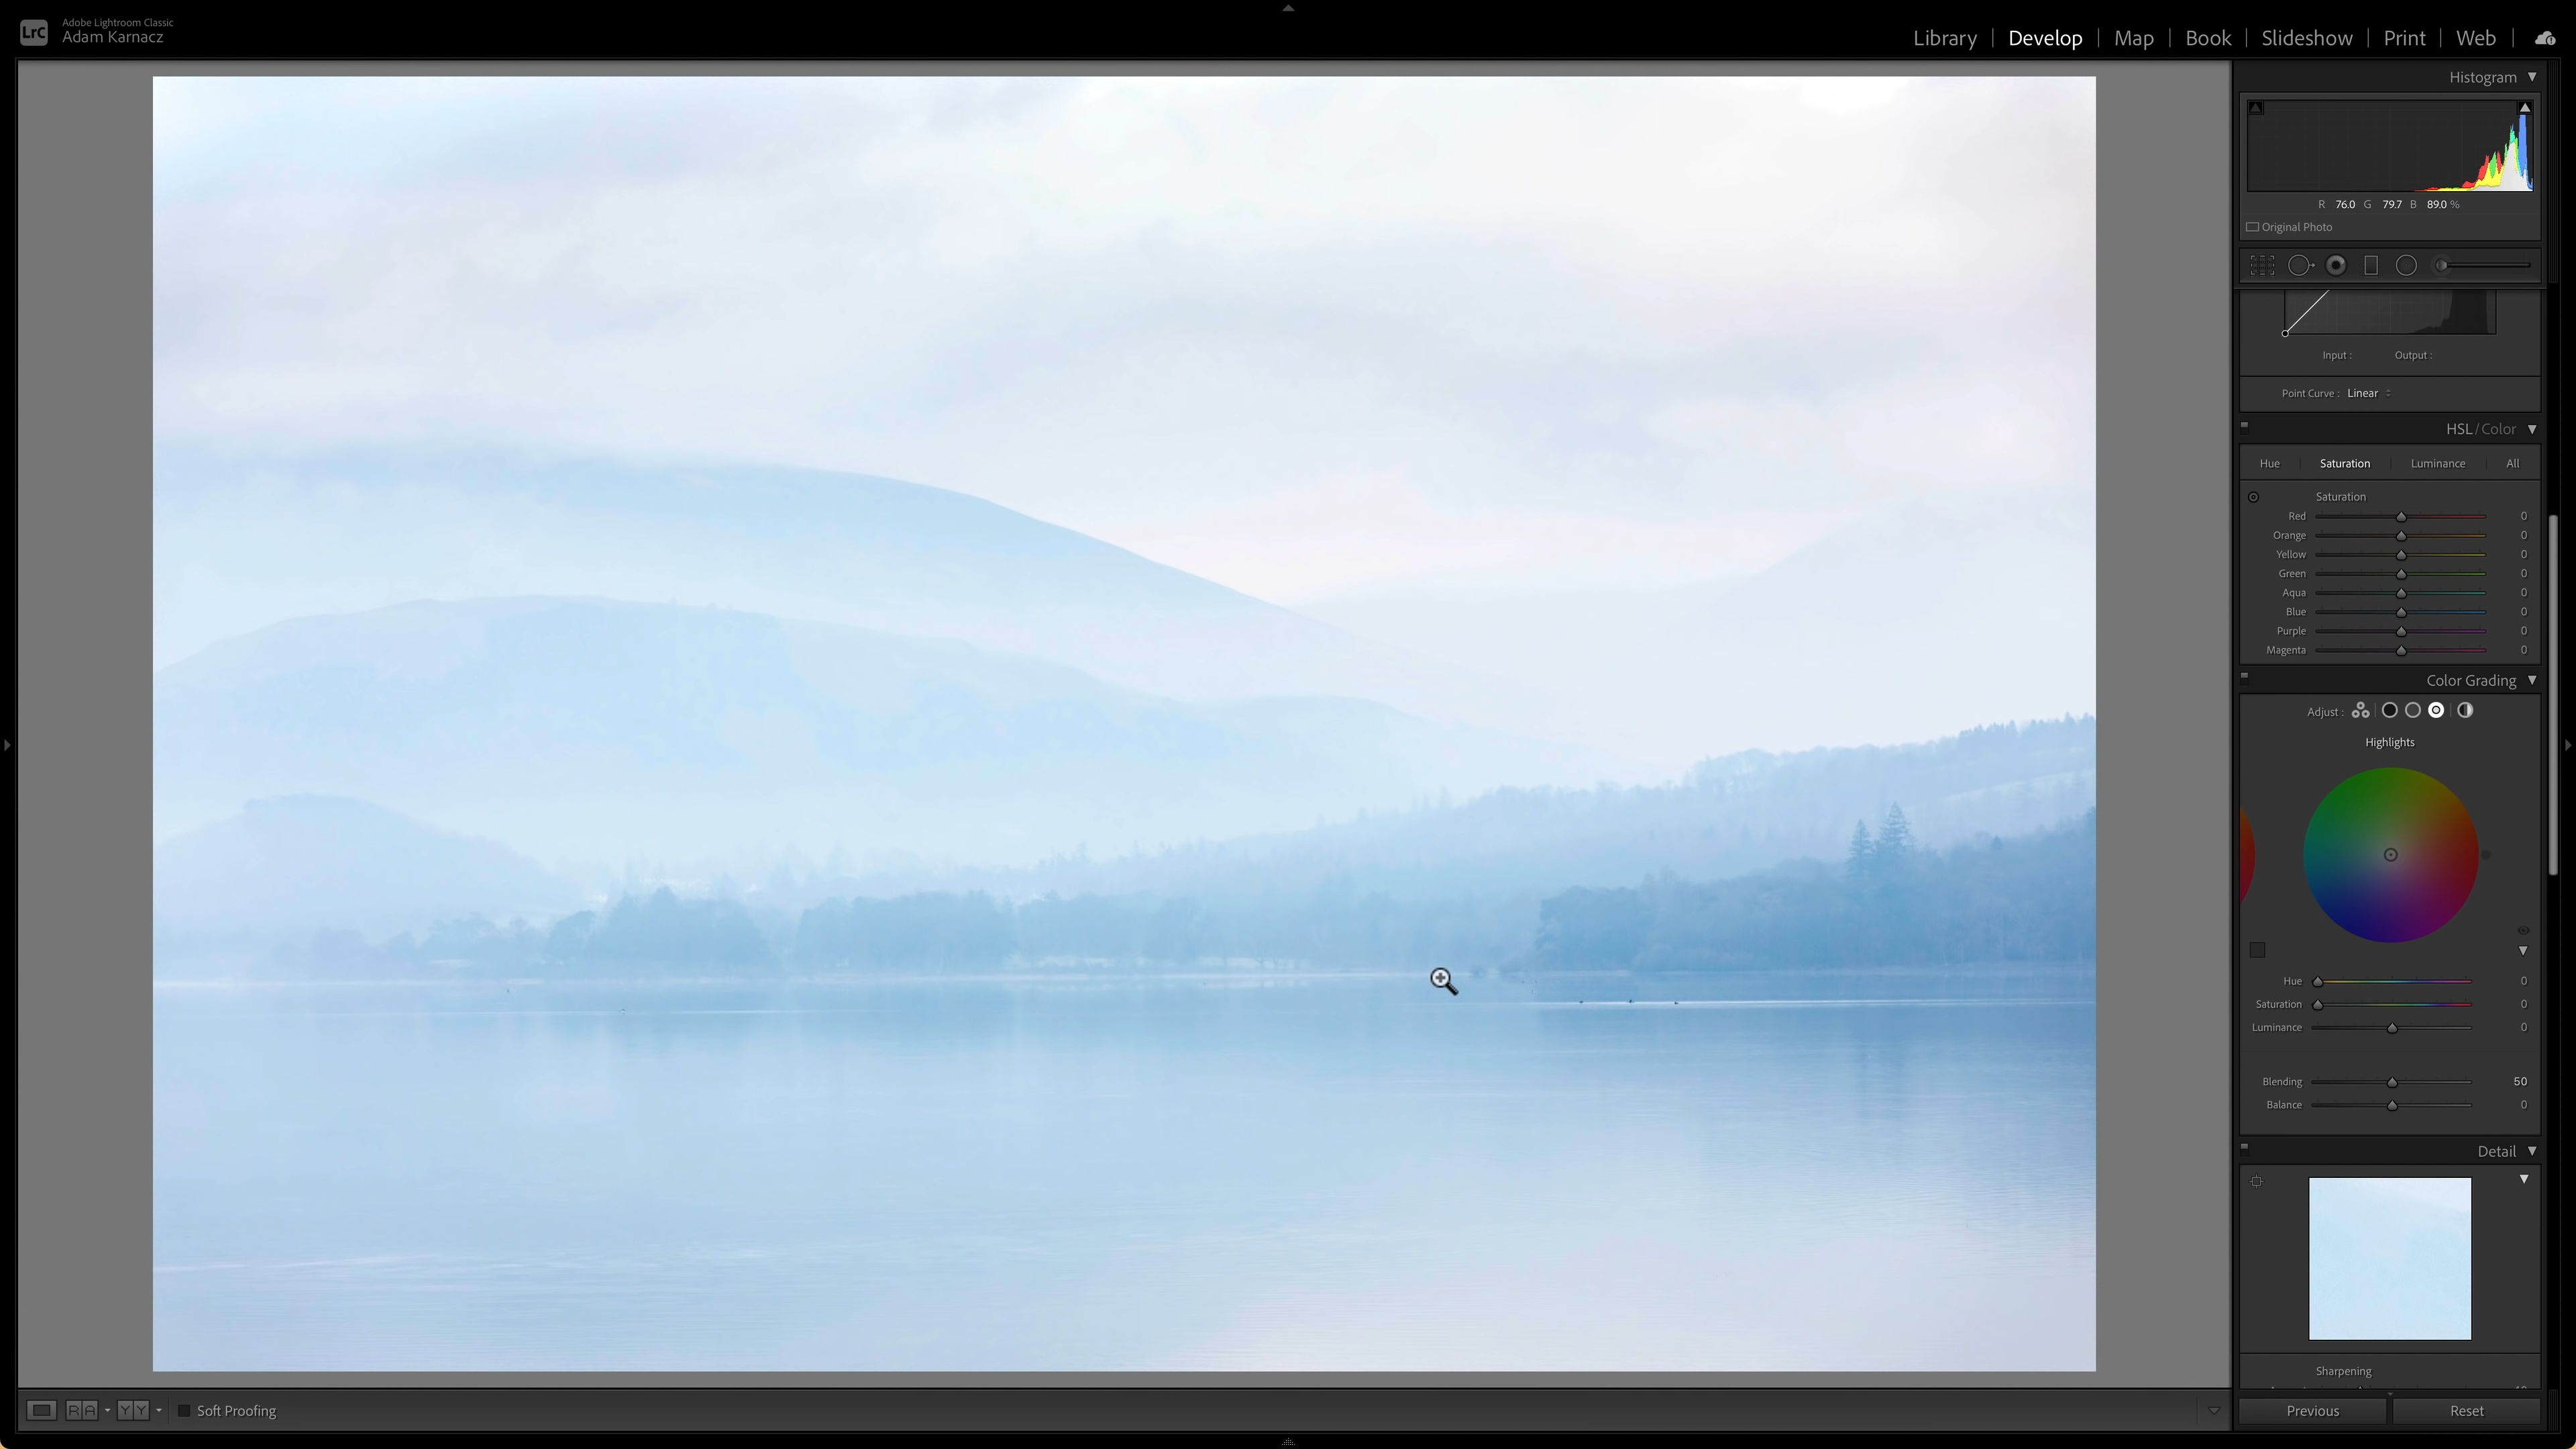 LrC
Adobe Lightroom Classic
Adam Karnacz
Library | Develop | Map | Book | Slideshow | Print | Web
Histogram
R 76.0 G 79.7 B 89.0 %
Original Photo
Input : Output :
Point Curve : Linear
HSL / Color
Hue Saturation Luminance All
Saturation
Red 0
Orange 0
Yellow 0
Green 0
Aqua 0
Blue 0
Purple 0
Magenta 0
Color Grading
Adjust :
Highlights
Hue 0
Saturation 0
Luminance 0
Blending 50
Balance 0
Detail
Sharpening
R A Y Y Soft Proofing
Previous Reset